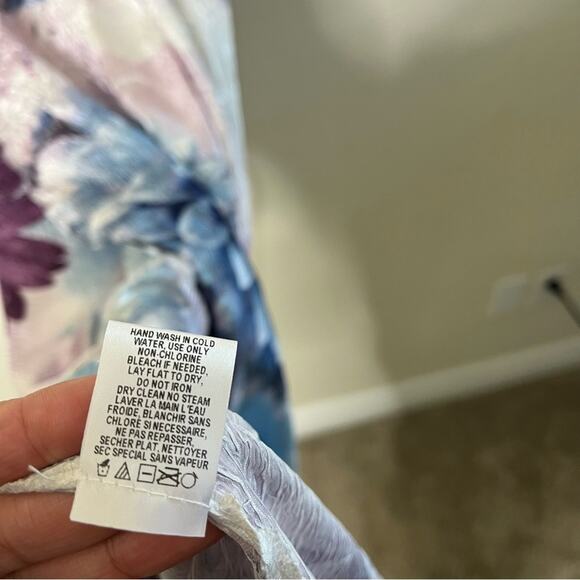 HAND WASH IN COLD
WATER, USE ONLY
NON-CHLORINE
BLEACH IF NEEDED,
LAY FLAT TO DRY,
DO NOT IRON
DRY CLEAN NO STEAM
LAVER LA MAIN L'EAU
FROIDE, BLANCHIR SANS
CHLORE SI NECESSAIRE,
NE PAS REPASSER,
SECHER PLAT, NETTOYER
SEC SPECIAL SANS VAPEUR